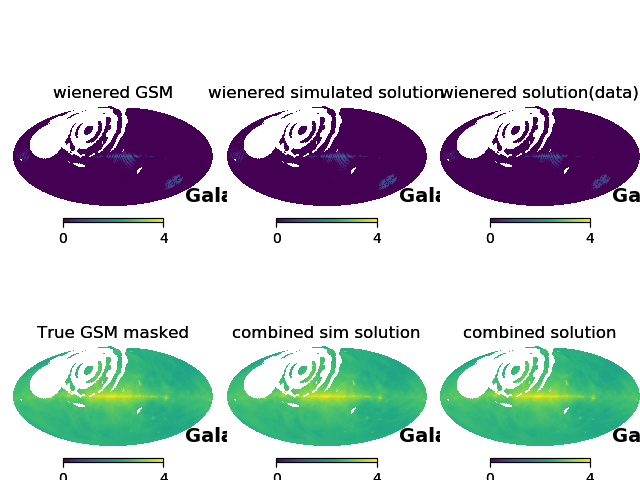 wienered GSM
wienered simulated solution
wienered solution(data)
Gala
Gala
Ga
0 4
0 4
0 4
True GSM masked
combined sim solution
combined solution
Gala
Gala
Ga
0 4
0 4
0 4